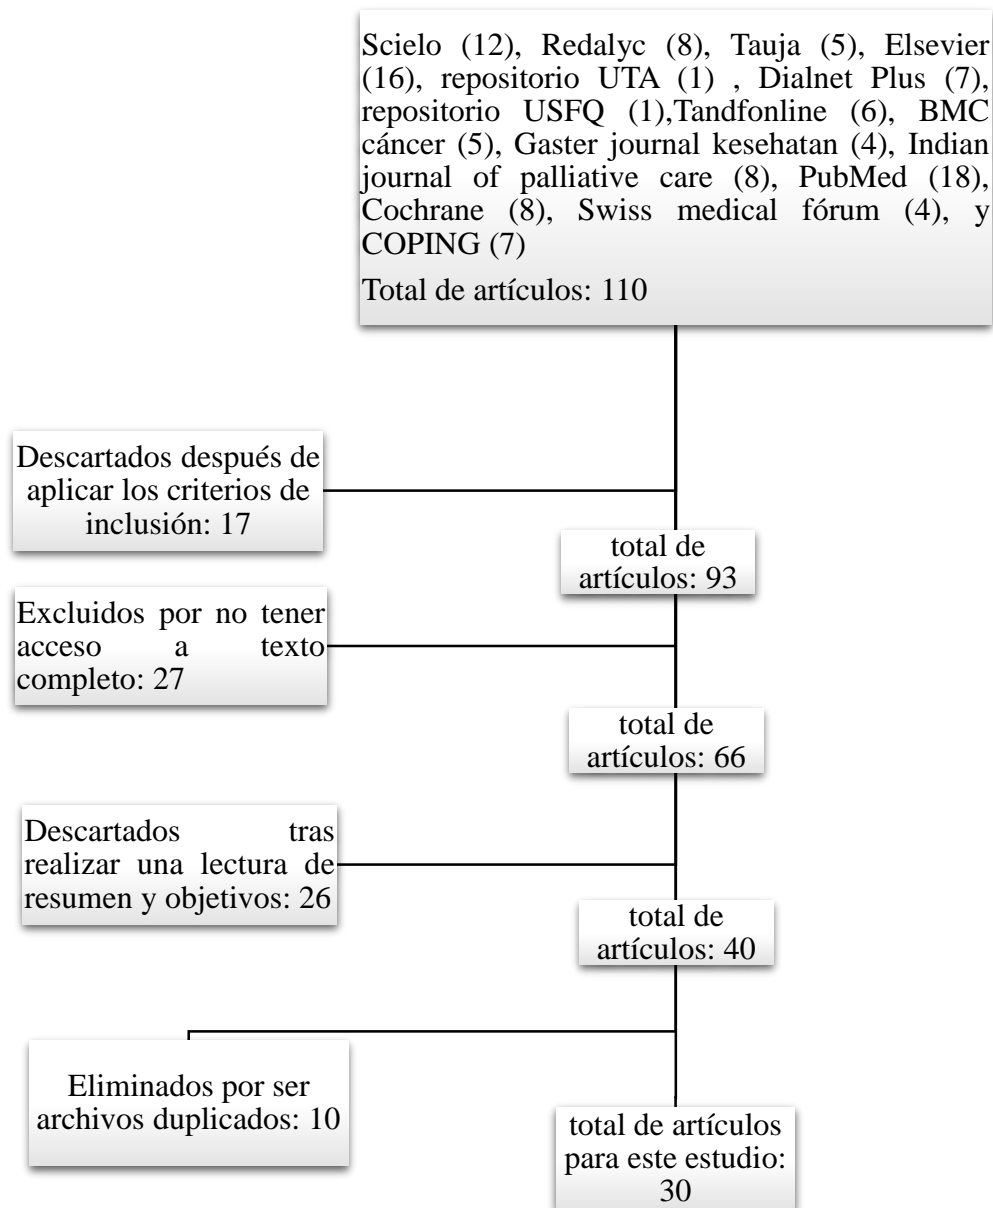 Scielo (12), Redalyc (8), Tauja (5), Elsevier
(16), repositorio UTA (1) , Dialnet Plus (7),
repositorio USFQ (1),Tandfonline (6), BMC
cáncer (5), Gaster journal kesehatan (4), Indian
journal of palliative care (8), PubMed (18),
Cochrane (8), Swiss medical fórum (4), y
COPING (7)
Total de artículos: 110
Descartados después de
aplicar los criterios de
inclusión: 17
total de
artículos: 93
Excluidos por no tener
acceso a texto
completo: 27
total de
artículos: 66
Descartados tras
realizar una lectura de
resumen y objetivos: 26
total de
artículos: 40
Eliminados por ser
archivos duplicados: 10
total de artículos
para este estudio:
30